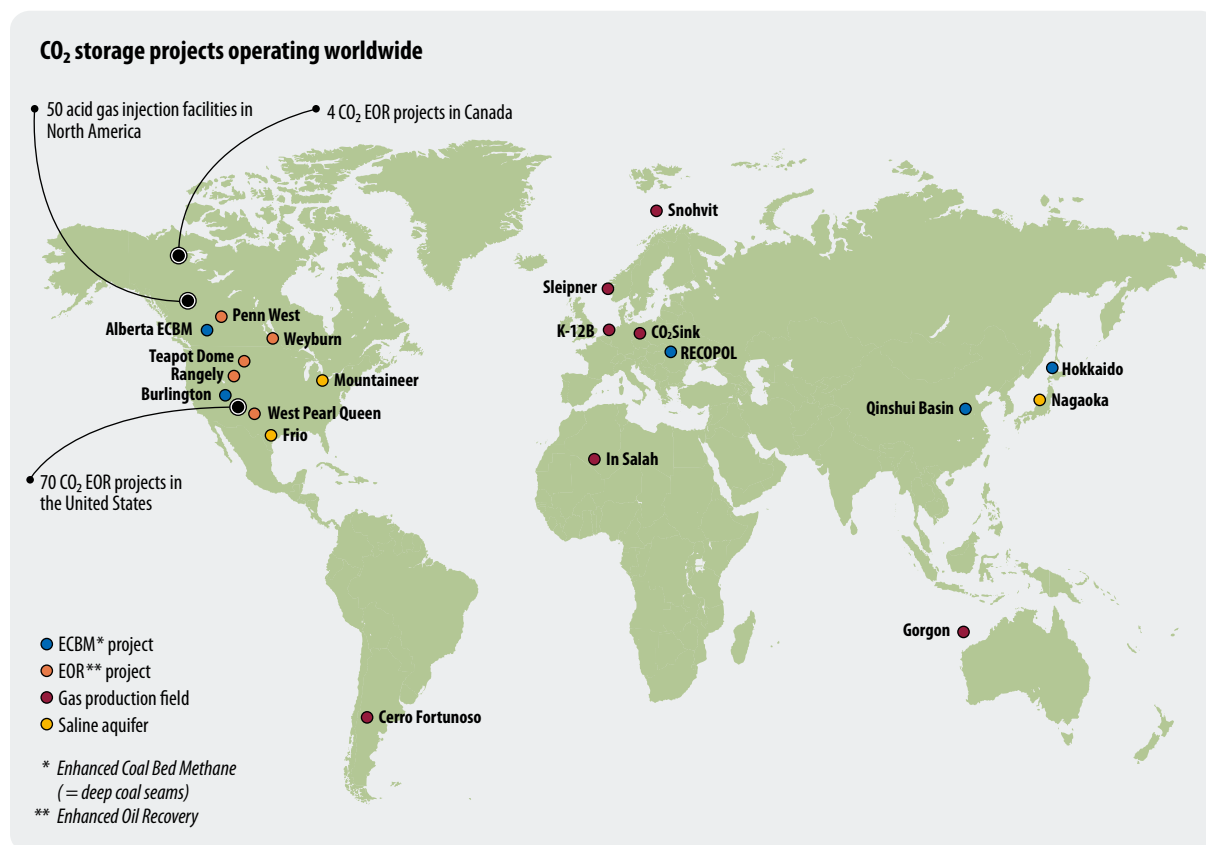 CO₂ storage projects operating worldwide
50 acid gas injection facilities in
North America
4 CO₂ EOR projects in Canada
Snohvit
Sleipner
K-12B
CO₂Sink
RECOPOL
Penn West
Alberta ECBM
Weyburn
Teapot Dome
Rangely
Mountaineer
Burlington
West Pearl Queen
Frio
Hokkaido
Nagaoka
Qinshui Basin
In Salah
70 CO₂ EOR projects in
the United States
Gorgon
Cerro Fortunoso
ECBM* project
EOR** project
Gas production field
Saline aquifer
* Enhanced Coal Bed Methane
( = deep coal seams)
** Enhanced Oil Recovery